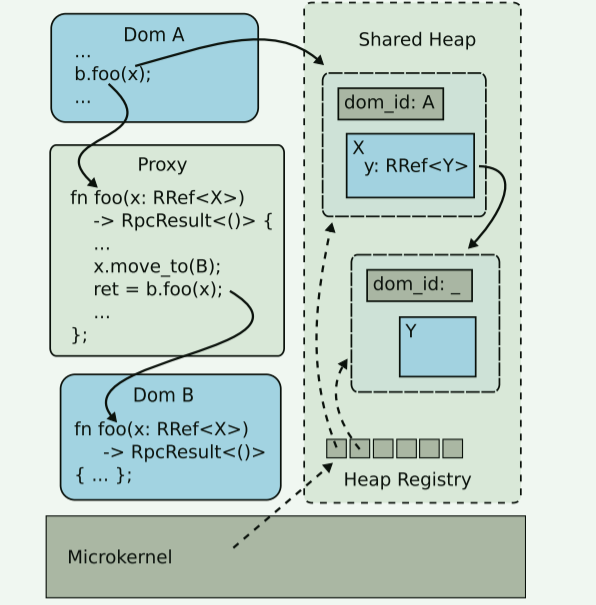 Dom A
...
b.foo(x);
...
Proxy
fn foo(x: RRef<X>)
-> RpcResult<()> {
...
x.move_to(B);
ret = b.foo(x);
...
};
Dom B
fn foo(x: RRef<X>)
-> RpcResult<()>
{ ... };
Shared Heap
dom_id: A
X
y: RRef<Y>
dom_id: _
Y
Heap Registry
Microkernel